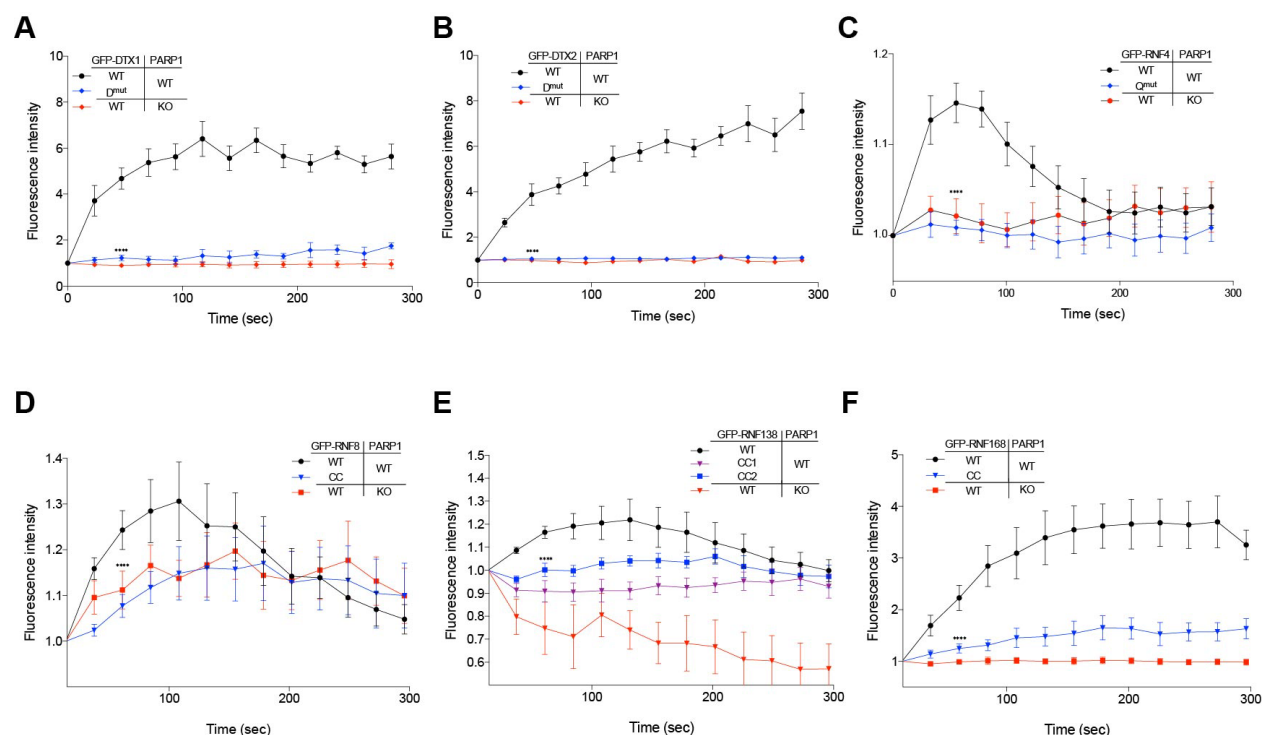 A
GFP-DTX1 PARP1
WT
Dmut
WT
WT KO
Fluorescence intensity
10
8
6
4
2
0
****
0 100 200 300
Time (sec)
B
GFP-DTX2 PARP1
WT
Dmut
WT
WT KO
Fluorescence intensity
10
8
6
4
2
0
****
0 100 200 300
Time (sec)
C
GFP-RNF4 PARP1
WT
Qmut
WT
WT KO
Fluorescence intensity
1.2
1.1
1.0
****
0 100 200 300
Time (sec)
D
GFP-RNF8 PARP1
WT
CC
WT
WT KO
Fluorescence intensity
1.4
1.3
1.2
1.1
1.0
****
100 200 300
Time (sec)
E
GFP-RNF138 PARP1
WT
CC1
WT
CC2
WT KO
Fluorescence intensity
1.5
1.4
1.3
1.2
1.1
1.0
0.9
0.8
0.7
0.6
****
100 200 300
Time (sec)
F
GFP-RNF168 PARP1
WT
CC
WT
WT KO
Fluorescence intensity
5
4
3
2
1
****
100 200 300
Time (sec)